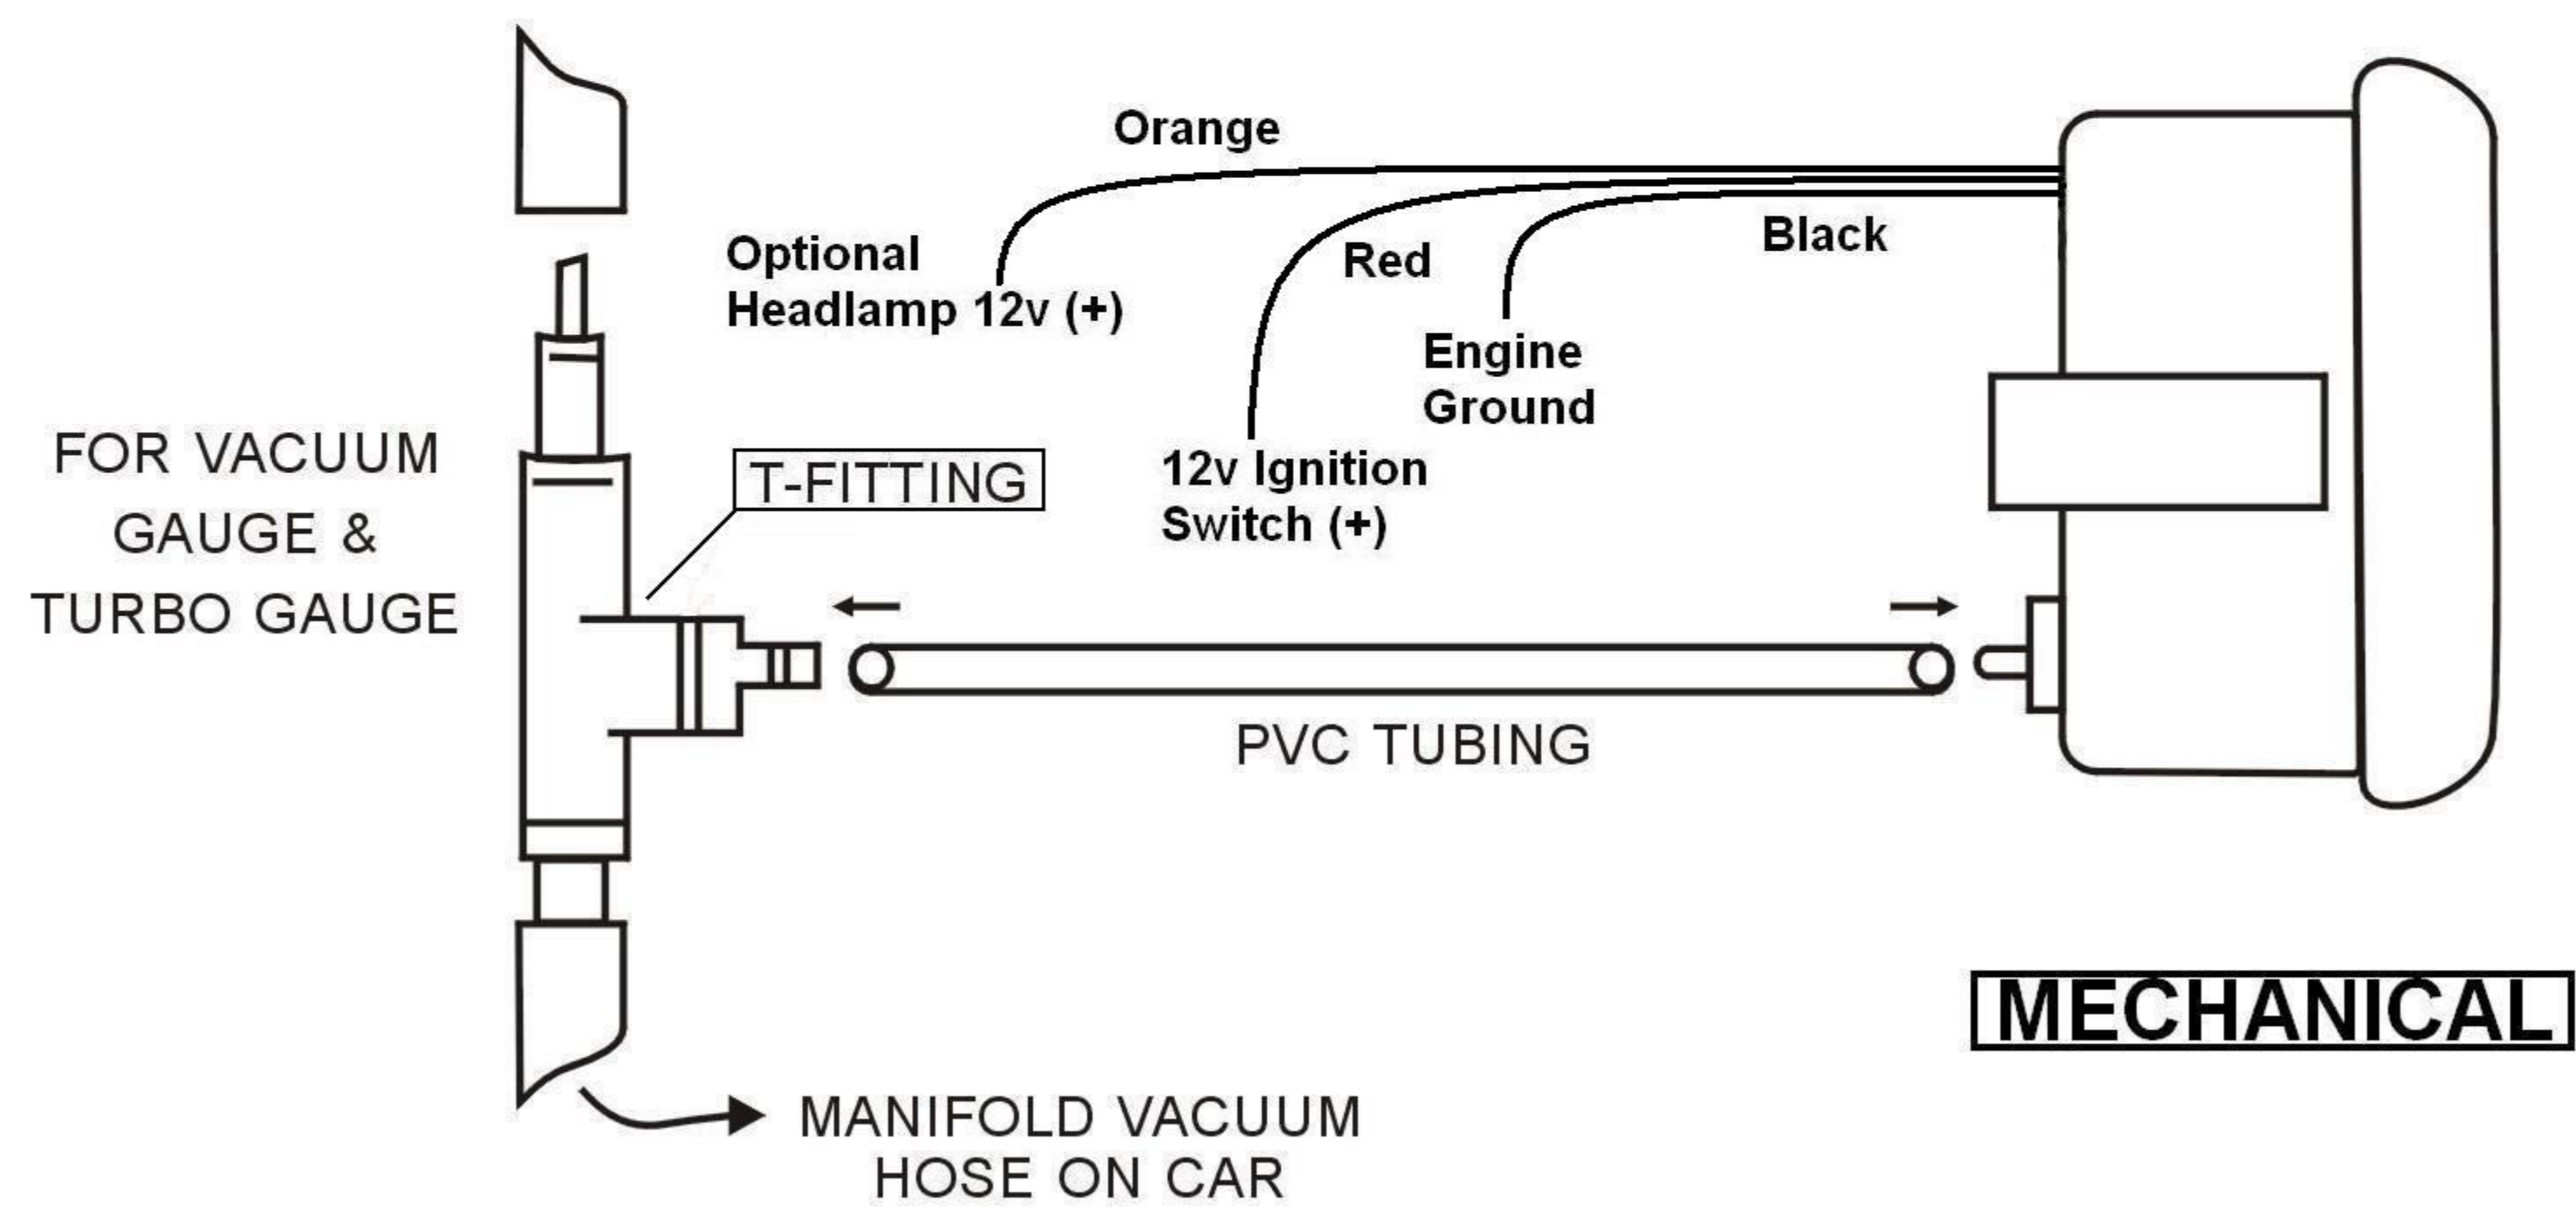 Orange
Optional
Headlamp 12v (+)
Red
Black
Engine
Ground
12v Ignition
Switch (+)
FOR VACUUM
GAUGE &
TURBO GAUGE
T-FITTING
PVC TUBING
MECHANICAL
MANIFOLD VACUUM
HOSE ON CAR